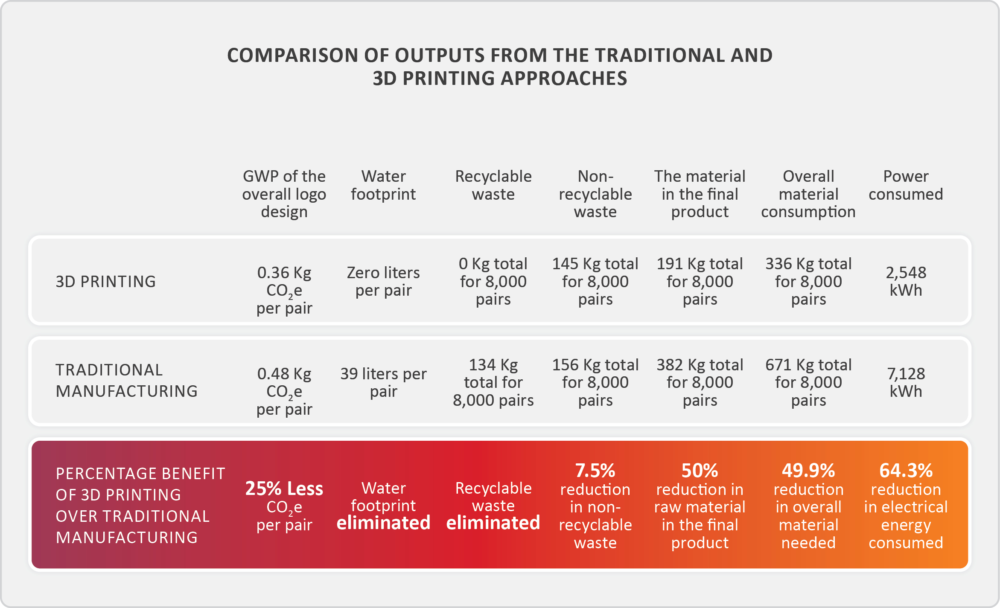 COMPARISON OF OUTPUTS FROM THE TRADITIONAL AND
3D PRINTING APPROACHES
GWP of the
overall logo
design
Water
footprint
Recyclable
waste
Non-
recyclable
waste
The material
in the final
product
Overall
material
consumption
Power
consumed
3D PRINTING
0.36 Kg
CO₂e
per pair
Zero liters
per pair
0 Kg total
for 8,000
pairs
145 Kg total
for 8,000
pairs
191 Kg total
for 8,000
pairs
336 Kg total
for 8,000
pairs
2,548
kWh
TRADITIONAL
MANUFACTURING
0.48 Kg
CO₂e
per pair
39 liters per
pair
134 Kg
total for
8,000 pairs
156 Kg total
for 8,000
pairs
382 Kg total
for 8,000
pairs
671 Kg total
for 8,000
pairs
7,128
kWh
PERCENTAGE BENEFIT
OF 3D PRINTING
OVER TRADITIONAL
MANUFACTURING
25% Less
CO₂e
per pair
Water
footprint
eliminated
Recyclable
waste
eliminated
7.5%
reduction
in non-
recyclable
waste
50%
reduction in
raw material
in the final
product
49.9%
reduction
in overall
material
needed
64.3%
reduction
in electrical
energy
consumed